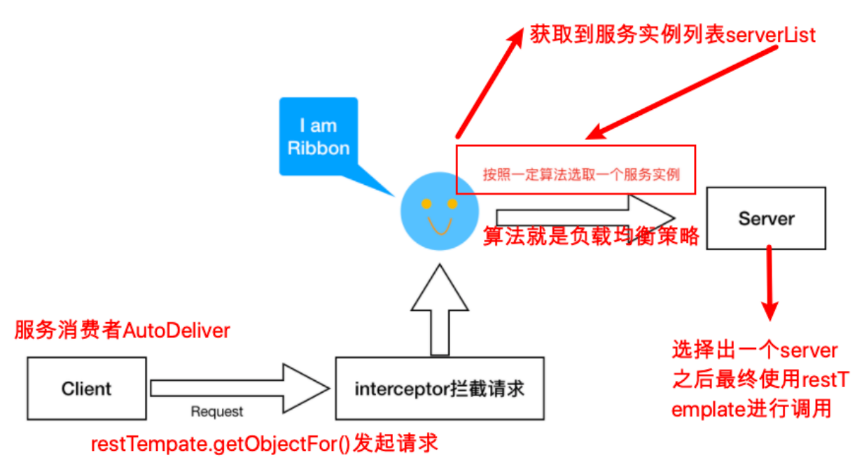 获取到服务实例列表serverList
I am
Ribbon
按照一定算法选取一个服务实例
Server
算法就是负载均衡策略
服务消费者AutoDeliver
选择出一个server
之后最终使用restT
emplate进行调用
Client
interceptor拦截请求
Request
restTempate.getObjectFor()发起请求